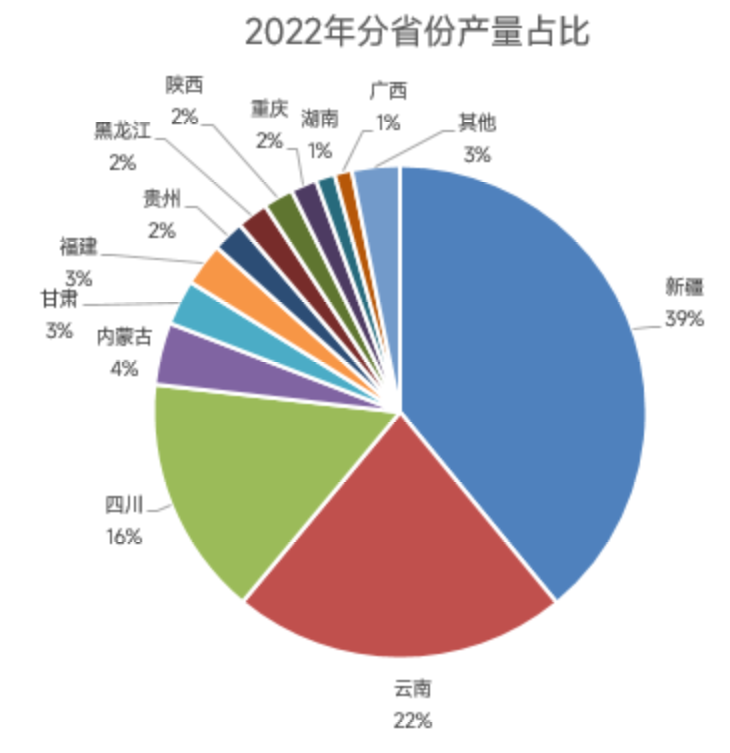 2022年分省份产量占比
陕西
2%
重庆
2%
湖南
1%
广西
1%
其他
3%
黑龙江
2%
贵州
2%
福建
3%
甘肃
3%
内蒙古
4%
新疆
39%
四川
16%
云南
22%